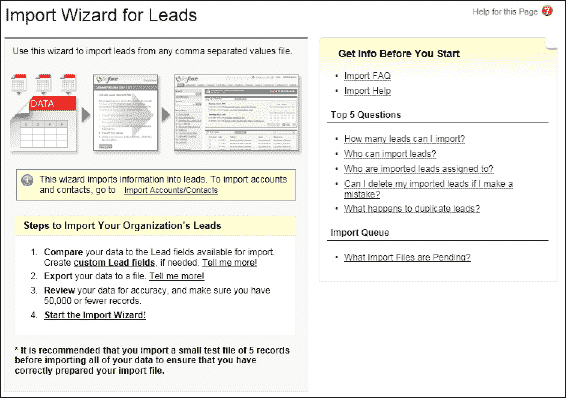 Import Wizard for Leads
Help for this Page ?
Use this wizard to import leads from any comma separated values file.
DATA
This wizard imports information into leads. To import accounts
and contacts, go to Import Accounts/Contacts
Steps to Import Your Organization's Leads
1. Compare your data to the Lead fields available for import.
Create custom Lead fields, if needed. Tell me more!
2. Export your data to a file. Tell me more!
3. Review your data for accuracy, and make sure you have
50,000 or fewer records.
4. Start the Import Wizard!
* It is recommended that you import a small test file of 5 records
before importing all of your data to ensure that you have
correctly prepared your import file.
Get Info Before You Start
• Import FAQ
• Import Help
Top 5 Questions
• How many leads can I import?
• Who can import leads?
• Who are imported leads assigned to?
• Can I delete my imported leads if I make a
mistake?
• What happens to duplicate leads?
Import Queue
• What Import Files are Pending?